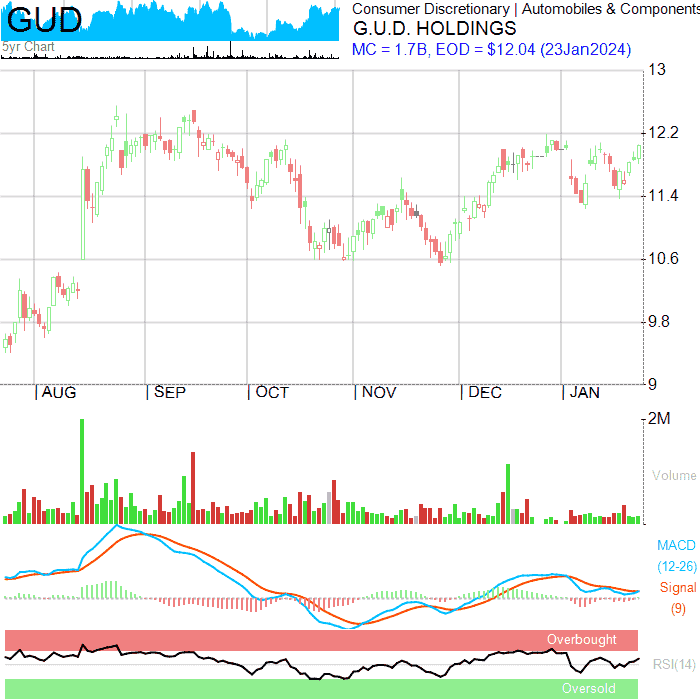 GUD
5yr Chart
Consumer Discretionary | Automobiles & Components
G.U.D. HOLDINGS
MC = 1.7B, EOD = $12.04 (23Jan2024)
13
12.2
11.4
10.6
9.8
9
|AUG |SEP |OCT |NOV |DEC |JAN
2M
Volume
MACD
(12-26)
Signal
(9)
Overbought
RSI(14)
Oversold